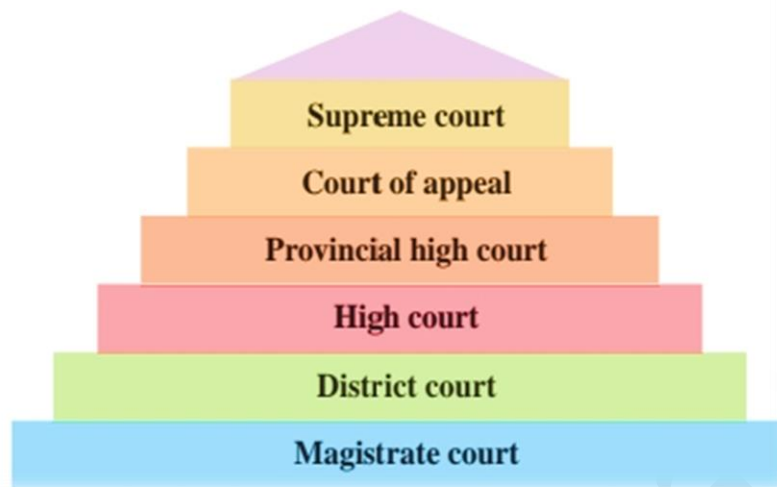 Supreme court
Court of appeal
Provincial high court
High court
District court
Magistrate court